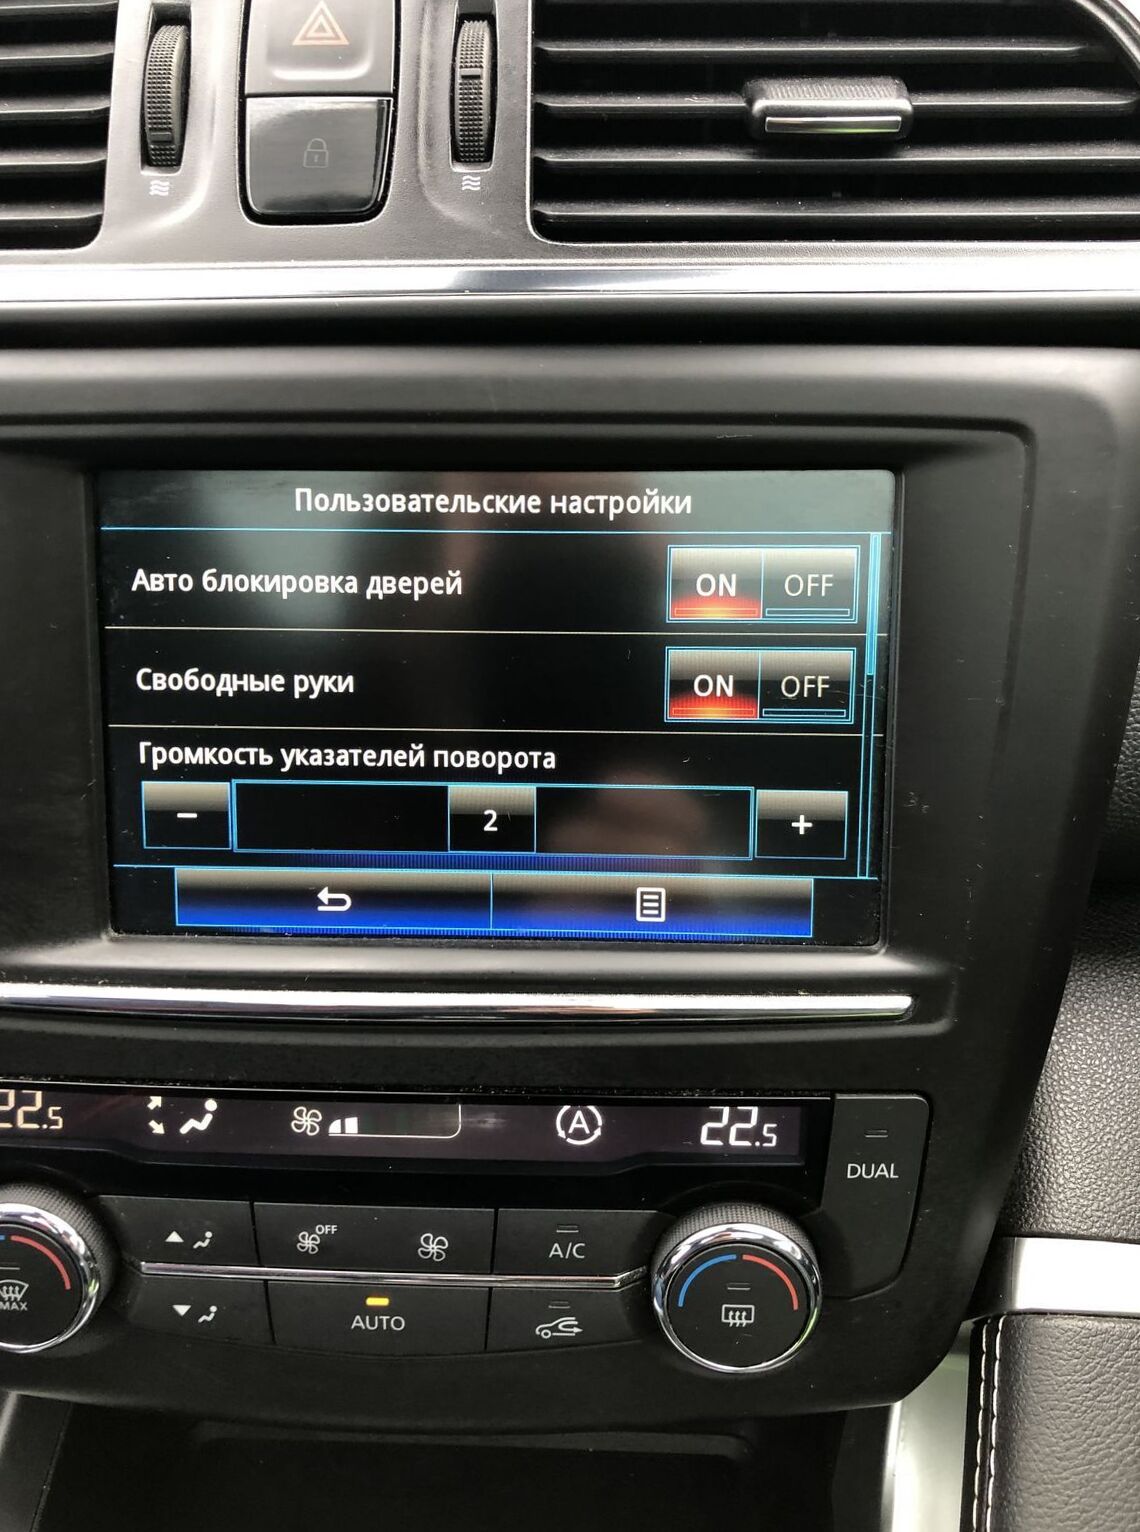 Пользовательские настройки
Авто блокировка дверей ON OFF
Свободные руки ON OFF
Громкость указателей поворота
− 2 +
22.5 A 22.5
DUAL
OFF A/C
MAX AUTO